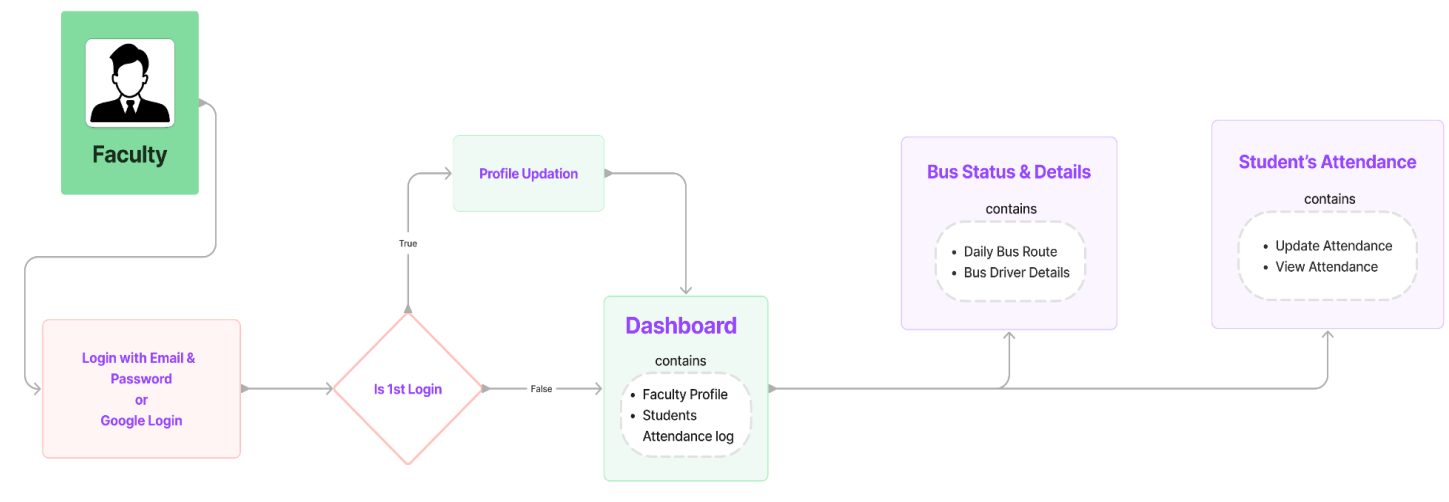 Faculty
Login with Email &
Password
or
Google Login
Is 1st Login
True
False
Profile Updation
Dashboard
contains
• Faculty Profile
• Students
Attendance log
Bus Status & Details
contains
• Daily Bus Route
• Bus Driver Details
Student’s Attendance
contains
• Update Attendance
• View Attendance